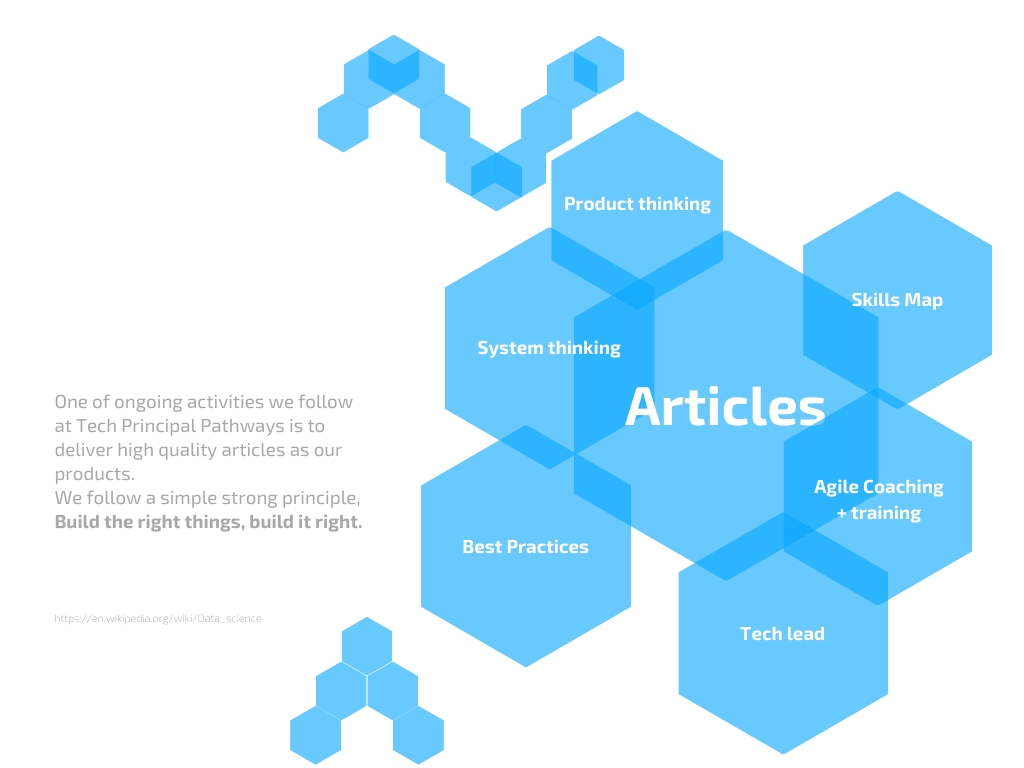 Product thinking
Skills Map
System thinking
Articles
One of ongoing activities we follow
at Tech Principal Pathways is to
deliver high quality articles as our
products.
We follow a simple strong principle,
Build the right things, build it right.
Agile Coaching
+ training
Best Practices
Tech lead
https://en.wikipedia.org/wiki/Data_science